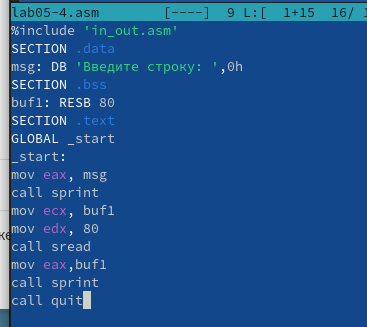 lab05-4.asm [----] 9 L:[ 1+15 16/
%include 'in_out.asm'
SECTION .data
msg: DB 'Введите строку: ',0h
SECTION .bss
buf1: RESB 80
SECTION .text
GLOBAL _start
_start:
mov eax, msg
call sprint
mov ecx, buf1
mov edx, 80
call sread
mov eax,buf1
call sprint
call quit